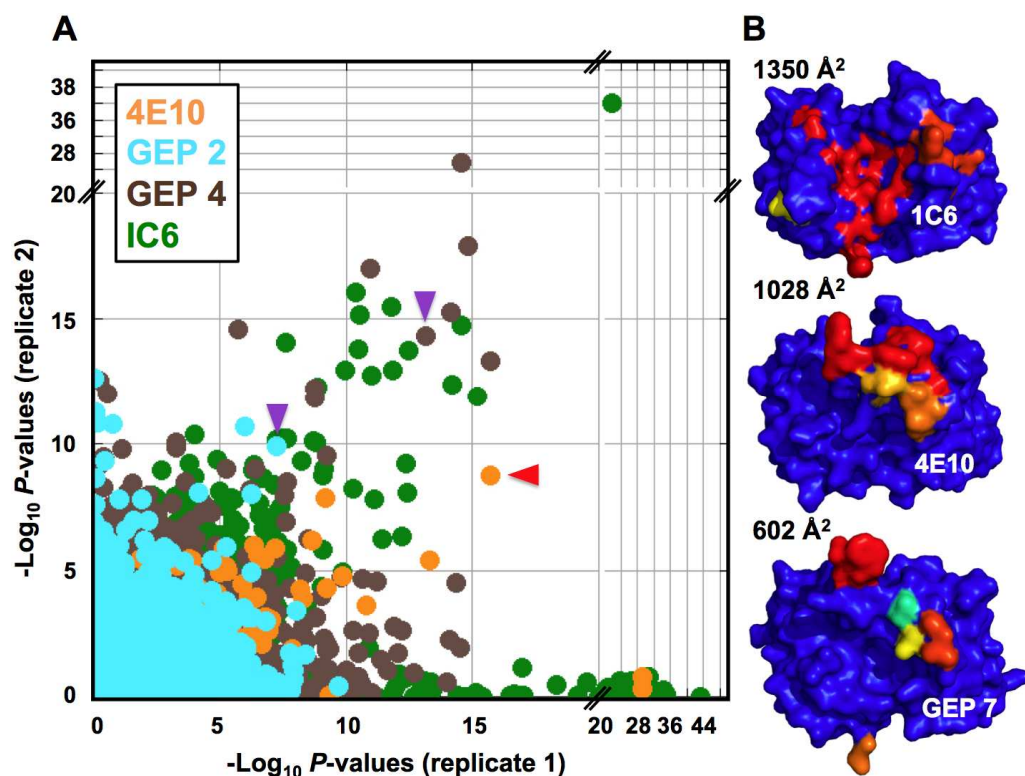 A
B
38
36
28
20
15
10
5
0
-Log10 P-values (replicate 2)
4E10
GEP 2
GEP 4
IC6
0 5 10 15 20 28 36 44
-Log10 P-values (replicate 1)
1350 Å²
1C6
1028 Å²
4E10
602 Å²
GEP 7